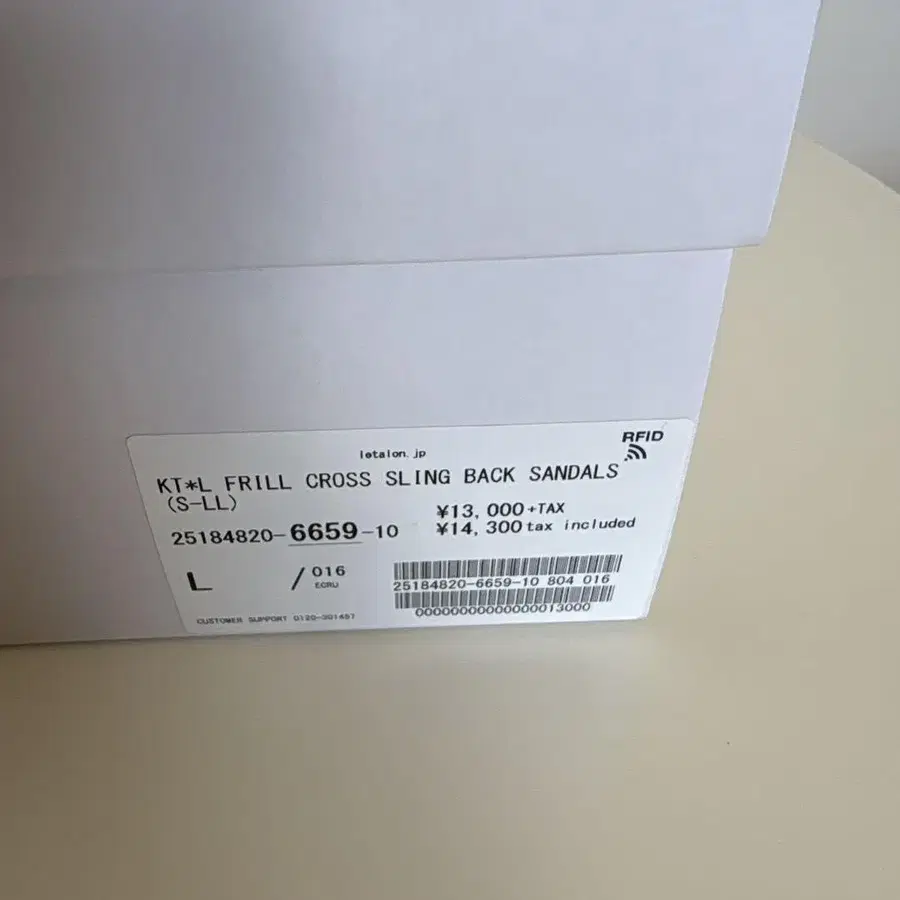 RFID
letalon.jp
KT*L FRILL CROSS SLING BACK SANDALS
(S-LL)
¥13,000+TAX
25184820-6659-10
¥14,300 tax included
L / 016
ECRU
25184820-6659-10 804 016
CUSTOMER SUPPORT 0120-301457
00000000000000013000